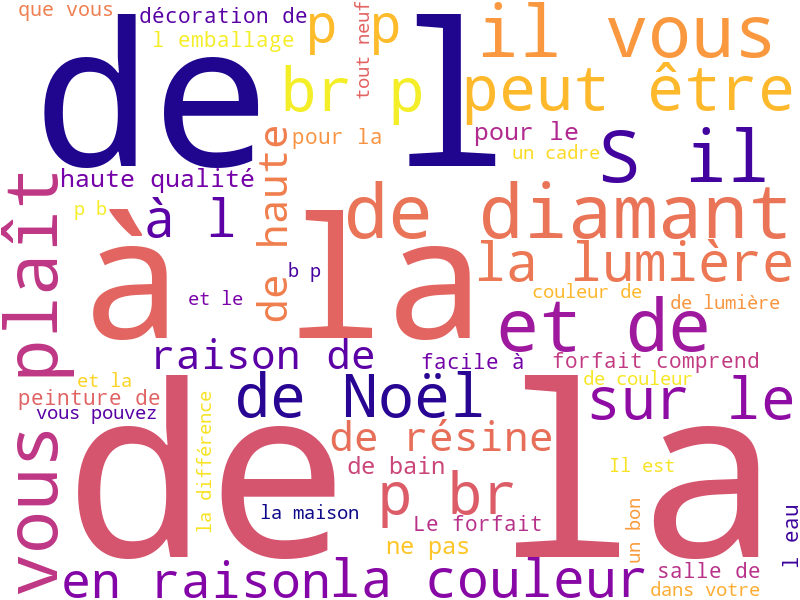 que vous
décoration de
l emballage
p p
tout neuf
il vous
de l
br p
peut être
pour la
pour le
un cadre
S il
haute qualité
de haute
p b
à l
de diamant
à la
la lumière
b p
et le
couleur de
de lumière
et de
vous plaît
raison de
facile à
forfait comprend
et la
de Noël
de couleur
peinture de
vous pouvez
sur le
la différence
de résine
de la
de bain
Il est
p br
la maison
Le forfait
un bon
l eau
ne pas
en raison
la couleur
salle de
dans votre